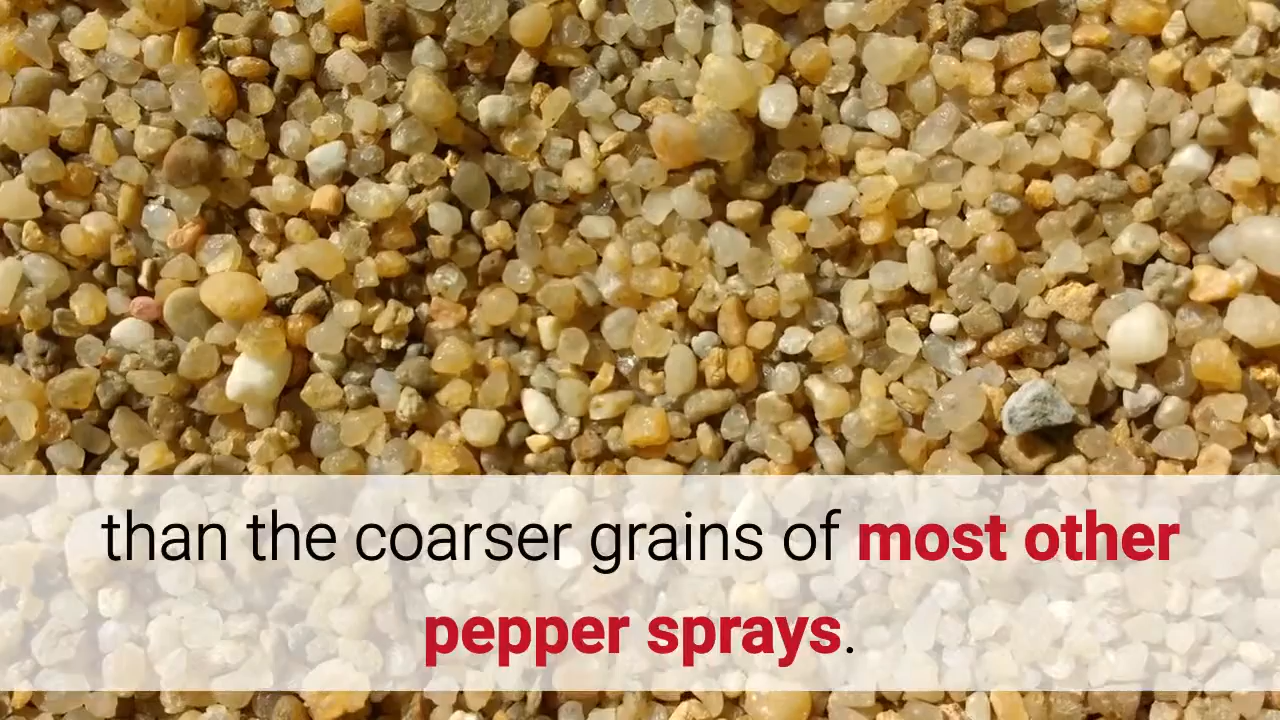 than the coarser grains of most other
pepper sprays.